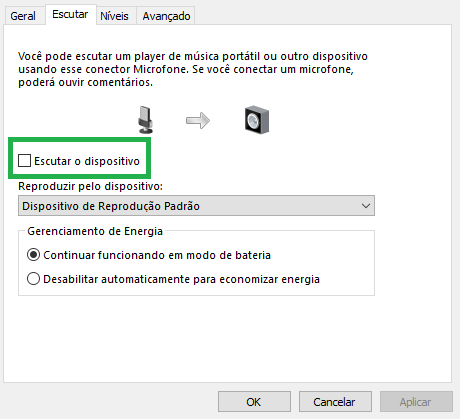 Geral Escutar Níveis Avançado
Você pode escutar um player de música portátil ou outro dispositivo
usando esse conector Microfone. Se você conectar um microfone,
poderá ouvir comentários.
Escutar o dispositivo
Reproduzir pelo dispositivo:
Dispositivo de Reprodução Padrão
Gerenciamento de Energia
Continuar funcionando em modo de bateria
Desabilitar automaticamente para economizar energia
OK Cancelar Aplicar